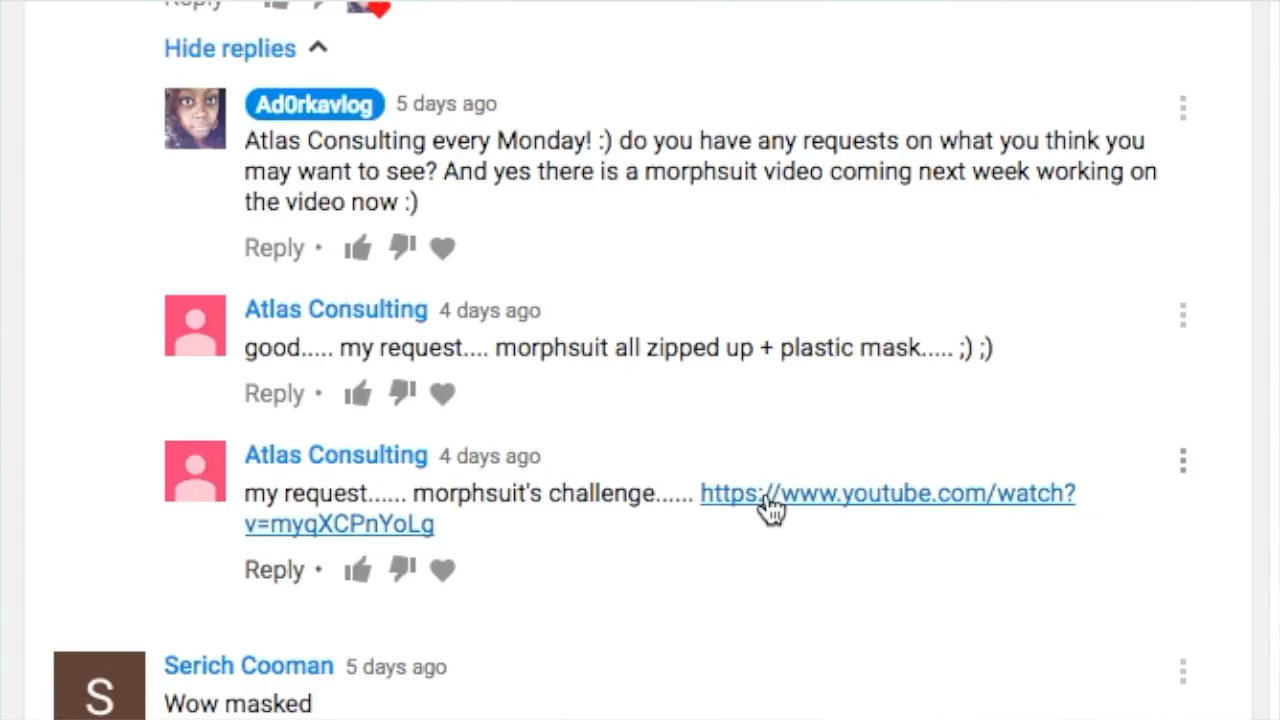 Reply
Hide replies
Ad0rkavlog 5 days ago
Atlas Consulting every Monday! :) do you have any requests on what you think you
may want to see? And yes there is a morphsuit video coming next week working on
the video now :)
Reply •
Atlas Consulting 4 days ago
good..... my request.... morphsuit all zipped up + plastic mask..... ;) ;)
Reply •
Atlas Consulting 4 days ago
my request...... morphsuit's challenge...... https://www.youtube.com/watch?
v=myqXCPnYoLg
Reply •
S
Serich Cooman 5 days ago
Wow masked